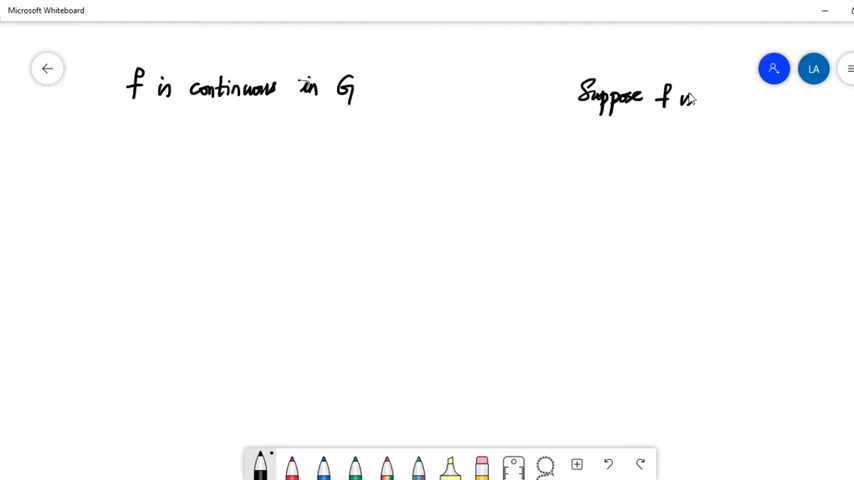 Microsoft Whiteboard
f is continuous in G
Suppose f
LA